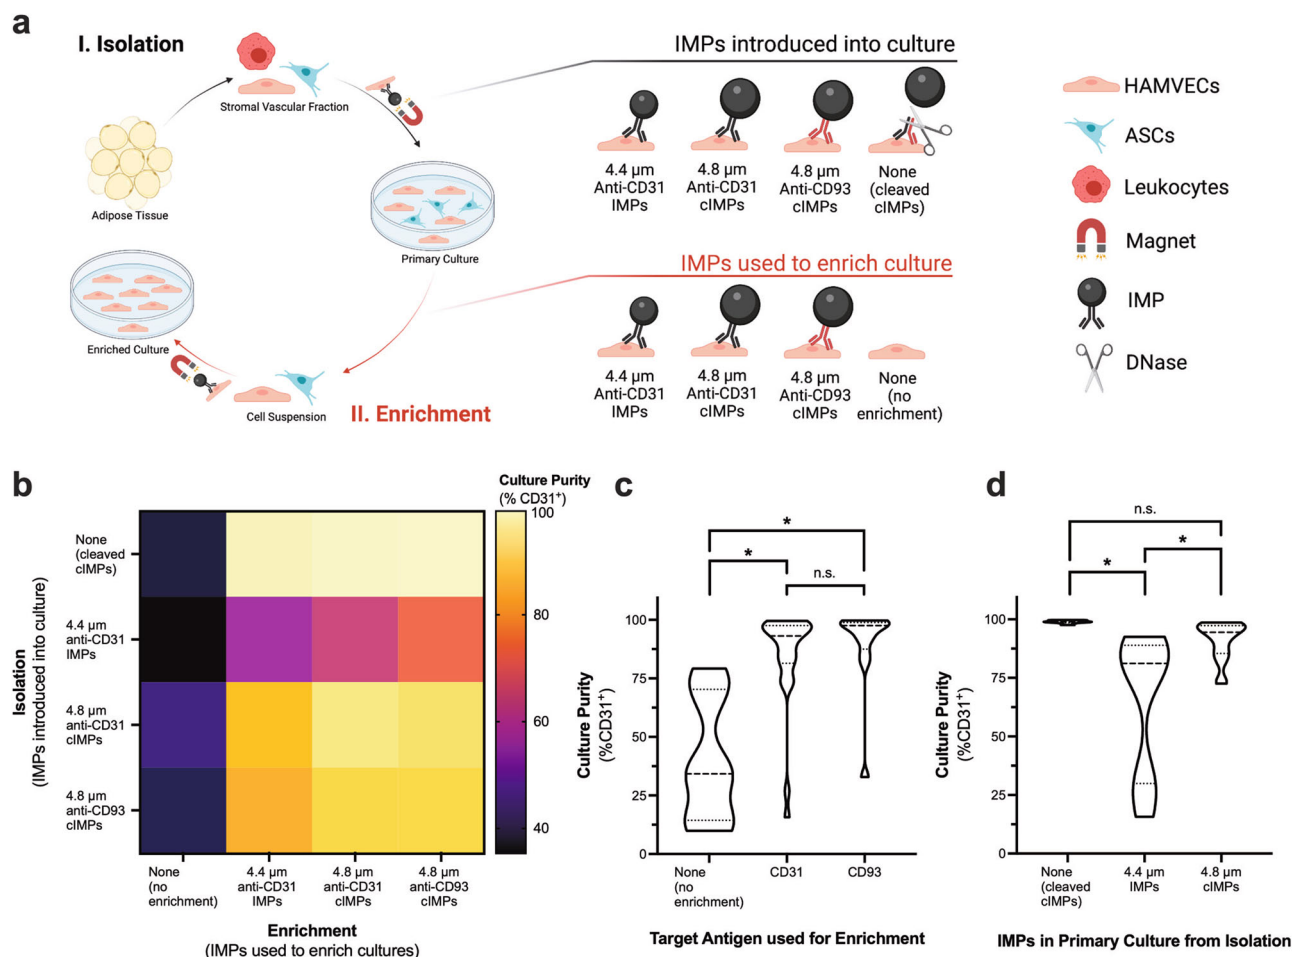 a
I. Isolation
Stromal Vascular Fraction
Adipose Tissue
Primary Culture
Enriched Culture
Cell Suspension
II. Enrichment
IMPs introduced into culture
4.4 µm
Anti-CD31
IMPs
4.8 µm
Anti-CD31
cIMPs
4.8 µm
Anti-CD93
cIMPs
None
(cleaved
cIMPs)
IMPs used to enrich culture
4.4 µm
Anti-CD31
IMPs
4.8 µm
Anti-CD31
cIMPs
4.8 µm
Anti-CD93
cIMPs
None
(no
enrichment)
HAMVECs
ASCs
Leukocytes
Magnet
IMP
DNase
b
Culture Purity
(% CD31⁺)
100
80
60
40
Isolation
(IMPs introduced into culture)
None
(cleaved
cIMPs)
4.4 µm
anti-CD31
IMPs
4.8 µm
anti-CD31
cIMPs
4.8 µm
anti-CD93
cIMPs
None
(no
enrichment)
4.4 µm
anti-CD31
IMPs
4.8 µm
anti-CD31
cIMPs
4.8 µm
anti-CD93
cIMPs
Enrichment
(IMPs used to enrich cultures)
c
*
*
n.s.
Culture Purity
(%CD31⁺)
100
75
50
25
0
None
(no
enrichment)
CD31
CD93
Target Antigen used for Enrichment
d
n.s.
*
*
Culture Purity
(%CD31⁺)
100
75
50
25
0
None
(cleaved
cIMPs)
4.4 µm
IMPs
4.8 µm
cIMPs
IMPs in Primary Culture from Isolation